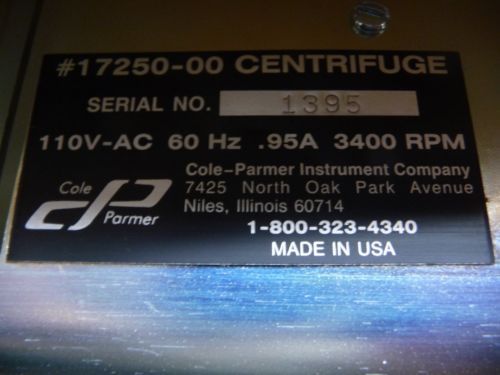 #17250-00 CENTRIFUGE
SERIAL NO. 1395
110V-AC 60 Hz .95A 3400 RPM
Cole Parmer
Cole-Parmer Instrument Company
7425 North Oak Park Avenue
Niles, Illinois 60714
1-800-323-4340
MADE IN USA